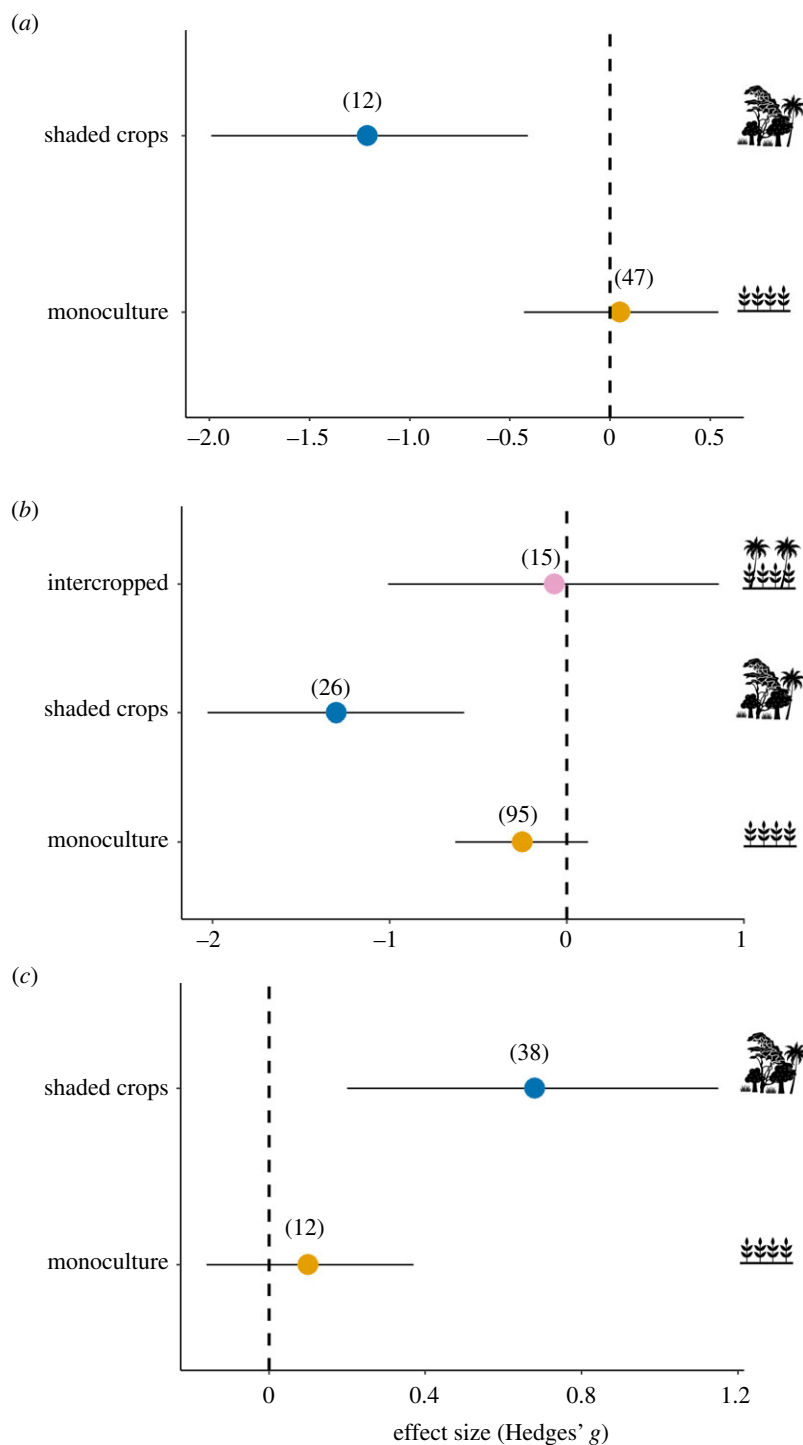 (a)
(12)
shaded crops
(47)
monoculture
–2.0 –1.5 –1.0 –0.5 0 0.5
(b)
(15)
intercropped
(26)
shaded crops
(95)
monoculture
–2 –1 0 1
(c)
(38)
shaded crops
(12)
monoculture
0 0.4 0.8 1.2
effect size (Hedges’ g)